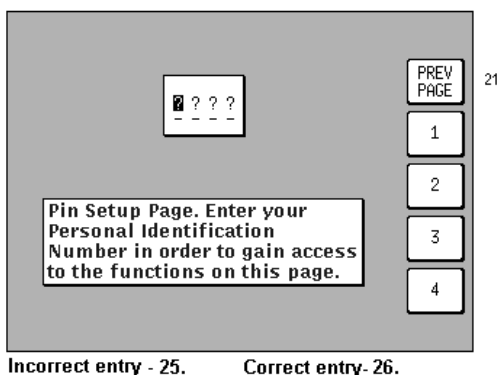 ? ? ? ?
PREV
PAGE
21
1
2
3
4
Pin Setup Page. Enter your
Personal Identification
Number in order to gain access
to the functions on this page.
Incorrect entry - 25. Correct entry- 26.